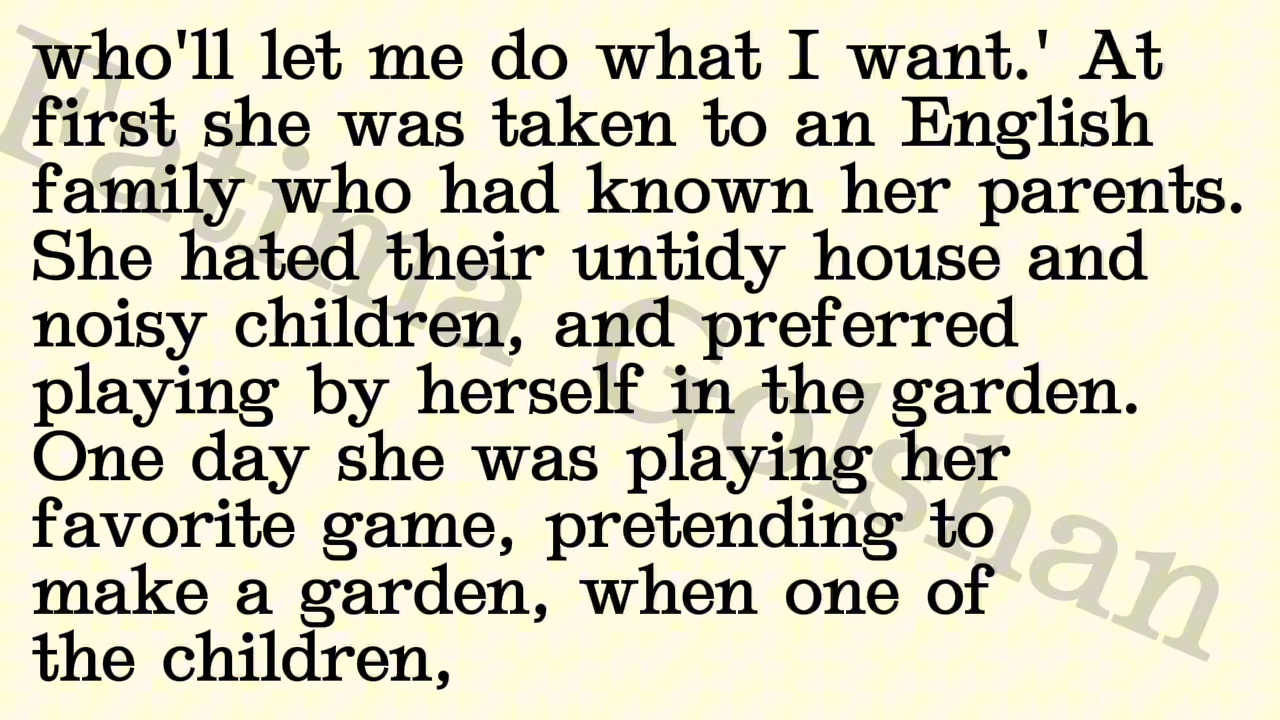 who'll let me do what I want.' At
first she was taken to an English
family who had known her parents.
She hated their untidy house and
noisy children, and preferred
playing by herself in the garden.
One day she was playing her
favorite game, pretending to
make a garden, when one of
the children,
Fatima Golshan